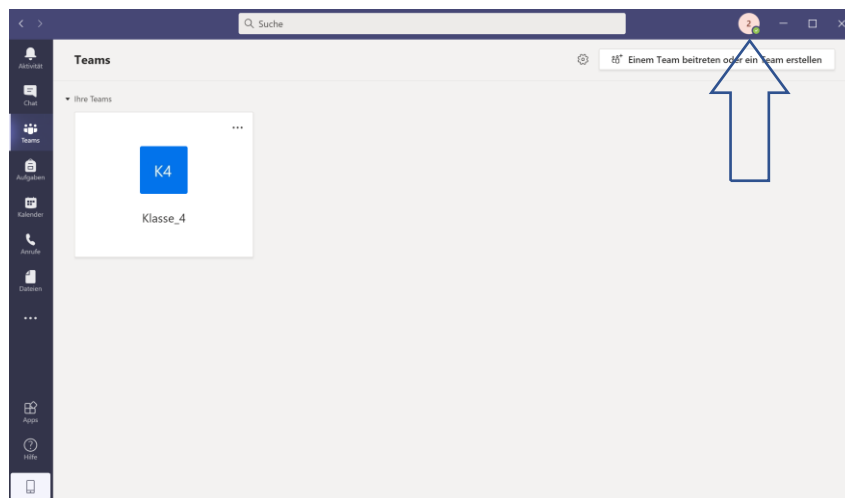 Suche
2
Aktivität
Chat
Teams
Aufgaben
Kalender
Anrufe
Dateien
Apps
Hilfe
Teams
Einem Team beitreten oder ein Team erstellen
Ihre Teams
K4
Klasse_4